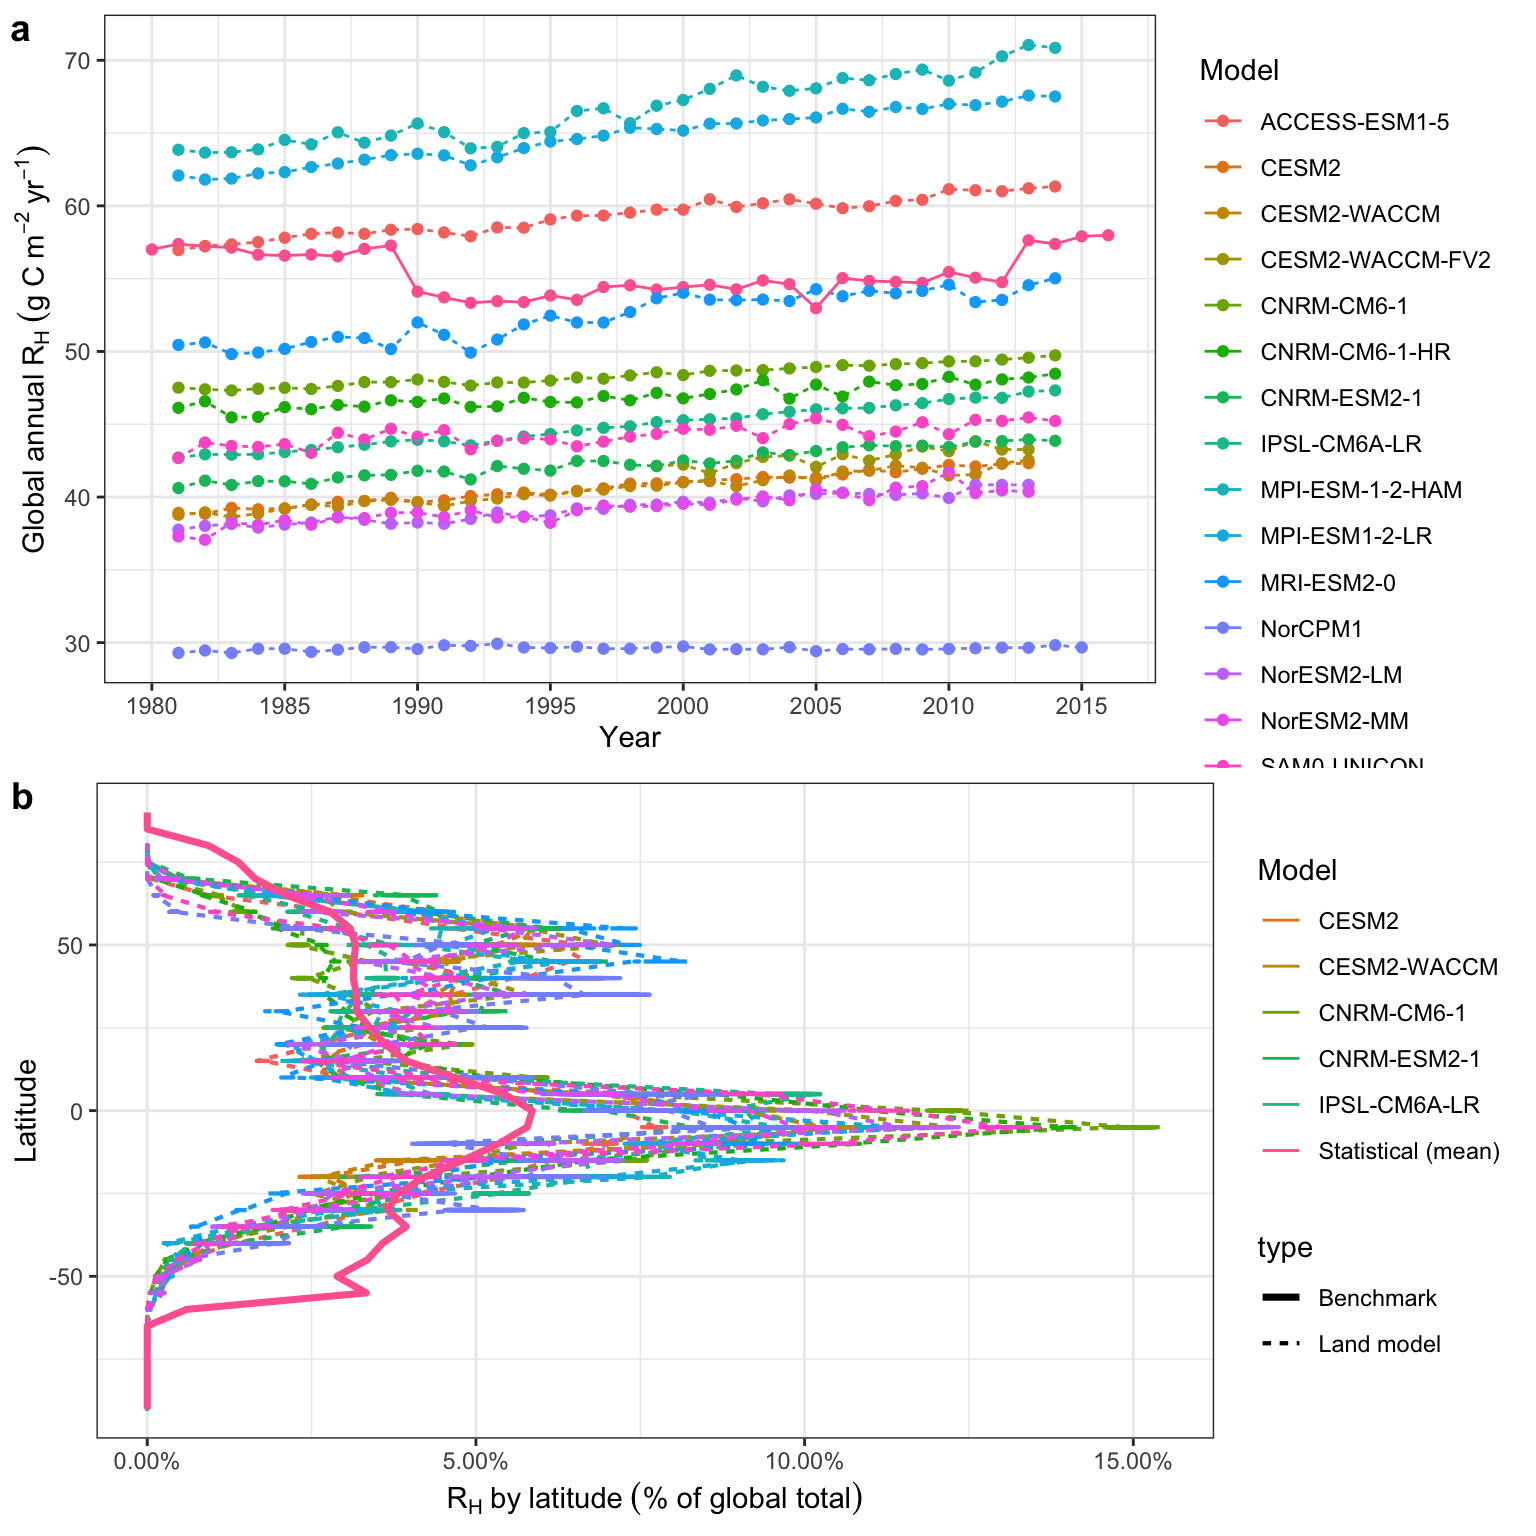 a
70
60
50
40
30
Global annual RH (g C m−2 yr−1)
1980 1985 1990 1995 2000 2005 2010 2015
Year
Model
ACCESS-ESM1-5
CESM2
CESM2-WACCM
CESM2-WACCM-FV2
CNRM-CM6-1
CNRM-CM6-1-HR
CNRM-ESM2-1
IPSL-CM6A-LR
MPI-ESM-1-2-HAM
MPI-ESM1-2-LR
MRI-ESM2-0
NorCPM1
NorESM2-LM
NorESM2-MM
SAM0-UNICON
b
50
0
-50
Latitude
0.00% 5.00% 10.00% 15.00%
RH by latitude (% of global total)
Model
CESM2
CESM2-WACCM
CNRM-CM6-1
CNRM-ESM2-1
IPSL-CM6A-LR
Statistical (mean)
type
Benchmark
Land model